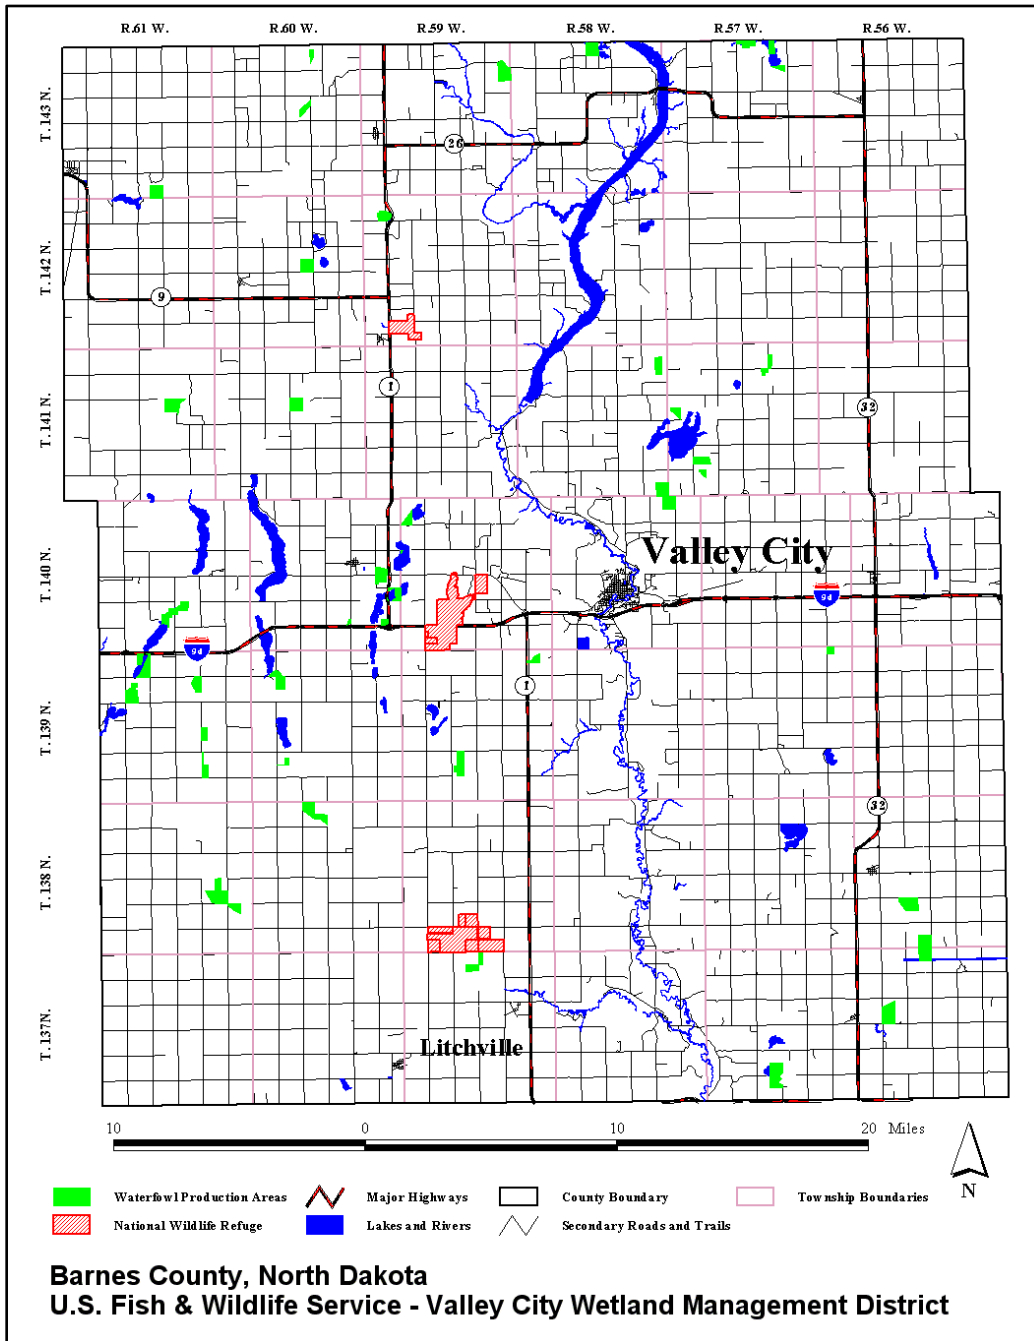 R.61 W. R.60 W. R.59 W. R.58 W. R.57 W. R.56 W.
T.143 N.
26
T.142 N.
9
1
T.141 N.
32
Valley City
T.140 N.
94
94
1
T.139 N.
32
T.138 N.
T.137N.
Litchville
10 0 10 20 Miles
N
Waterfowl Production Areas Major Highways County Boundary Township Boundaries
National Wildlife Refuge Lakes and Rivers Secondary Roads and Trails
Barnes County, North Dakota
U.S. Fish & Wildlife Service - Valley City Wetland Management District